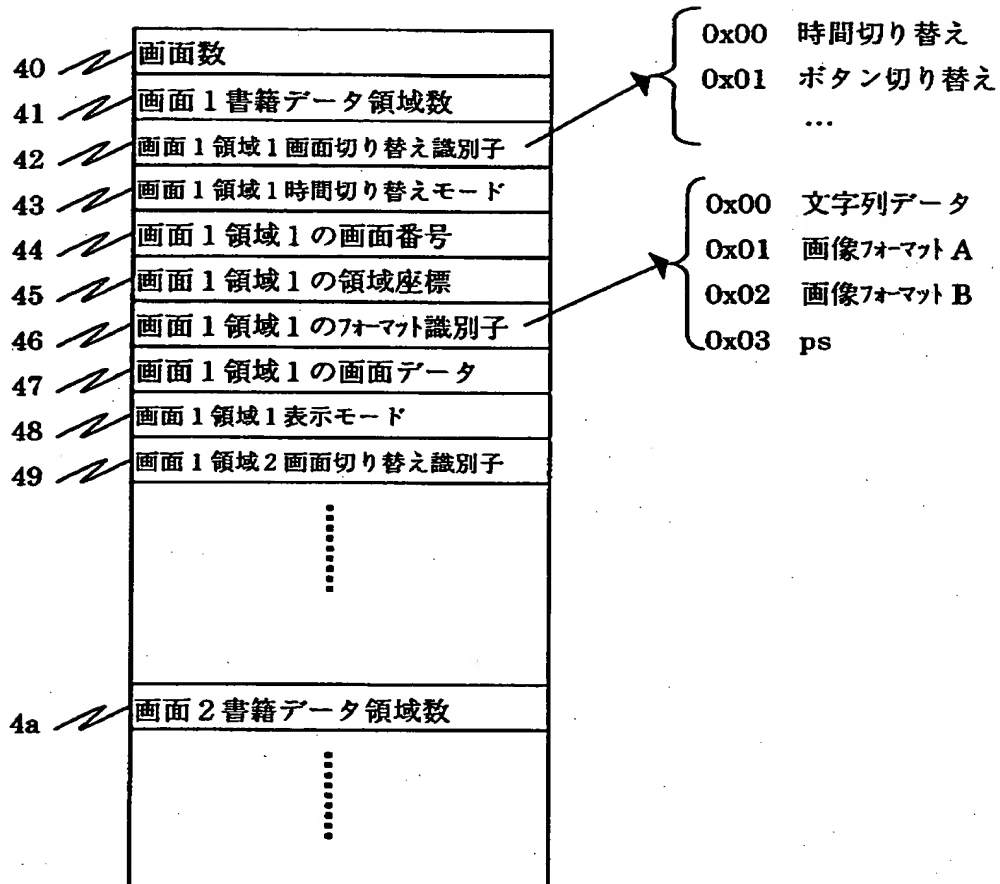 40 画面数
41 画面1書籍データ領域数
42 画面1領域1画面切り替え識別子
43 画面1領域1時間切り替えモード
44 画面1領域1の画面番号
45 画面1領域1の領域座標
46 画面1領域1のフォーマット識別子
47 画面1領域1の画面データ
48 画面1領域1表示モード
49 画面1領域2画面切り替え識別子
4a 画面2書籍データ領域数
0x00 時間切り替え
0x01 ボタン切り替え
…
0x00 文字列データ
0x01 画像フォーマットA
0x02 画像フォーマットB
0x03 ps